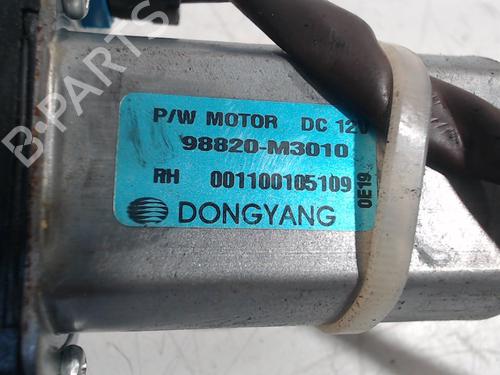 P/W MOTOR DC 12V
98820-M3010
RH 001100105109
0E19
DONGYANG
B-PARTS